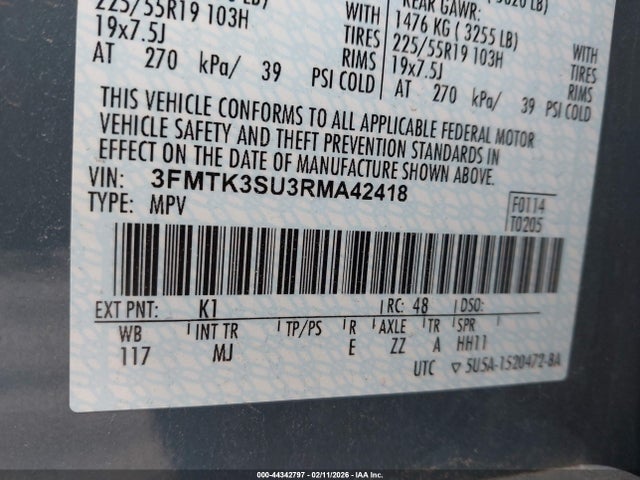 225/55R19 103H WITH
19x7.5J TIRES
AT 270 kPa/ 39 PSI COLD RIMS
REAR GAWR:
1476 KG ( 3255 LB) WITH
225/55R19 103H TIRES
19x7.5J RIMS
AT 270 kPa/ 39 PSI COLD
THIS VEHICLE CONFORMS TO ALL APPLICABLE FEDERAL MOTOR
VEHICLE SAFETY AND THEFT PREVENTION STANDARDS IN
EFFECT ON THE DATE OF MANUFACTURE SHOWN ABOVE.
VIN: 3FMTK3SU3RMA42418
TYPE: MPV
F0114
T0205
EXT PNT: K1 RC: 48 DSO:
WB INT TR TP/PS R AXLE TR SPR
117 MJ E ZZ A HH11
UTC ▽ 5U5A-1520472-BA
000-44342797 - 02/11/2026 - IAA Inc.